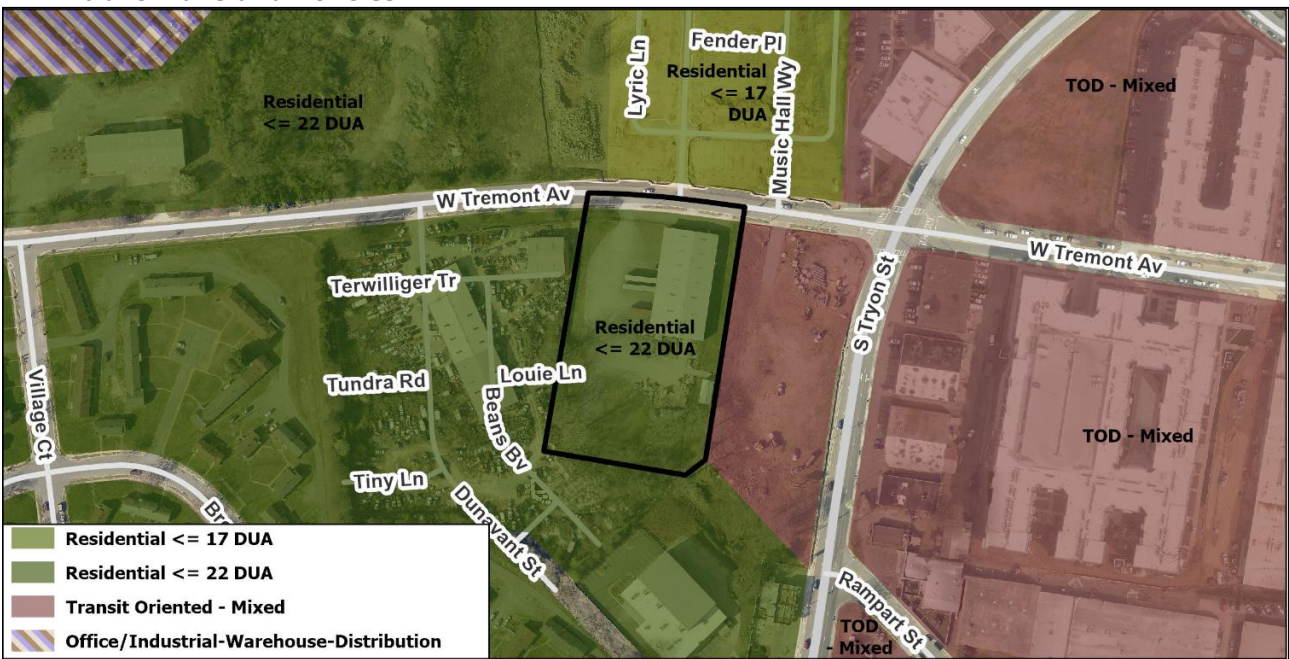 Fender Pl
Lyric Ln
Residential
<= 17
DUA
Music Hall Wy
TOD - Mixed
Residential
<= 22 DUA
W Tremont Av
W Tremont Av
S Tryon St
Terwilliger Tr
Residential
<= 22 DUA
Louie Ln
Tundra Rd
Beans Bv
Village Ct
TOD - Mixed
Tiny Ln
Dunavant St
Rampart St
TOD
- Mixed
Residential <= 17 DUA
Residential <= 22 DUA
Transit Oriented - Mixed
Office/Industrial-Warehouse-Distribution